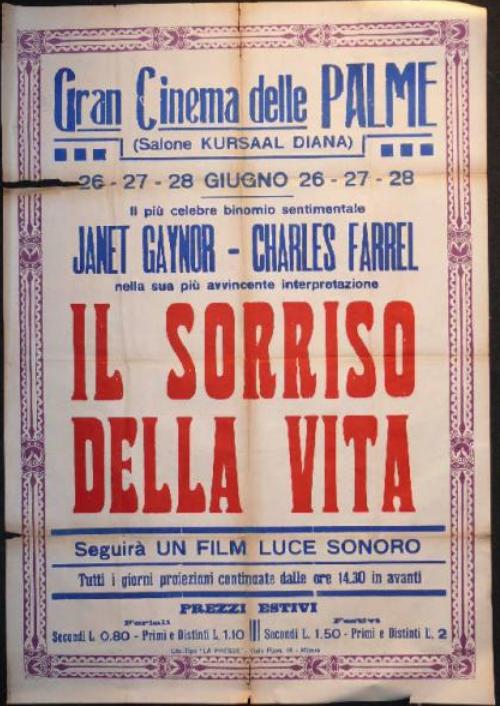 Gran Cinema delle PALME
(Salone KURSAAL DIANA)
26 - 27 - 28 GIUGNO 26 - 27 - 28
Il più celebre binomio sentimentale
JANET GAYNOR - CHARLES FARREL
nella sua più avvincente interpretazione
IL SORRISO
DELLA VITA
Seguirà UN FILM LUCE SONORO
Tutti i giorni proiezioni continuate dalle ore 14.30 in avanti
PREZZI ESTIVI
Feriali Festivi
Secondi L. 0.80 - Primi e Distinti L. 1.10 Secondi L. 1.50 - Primi e Distinti L. 2
"LA PRESSE" - Milano